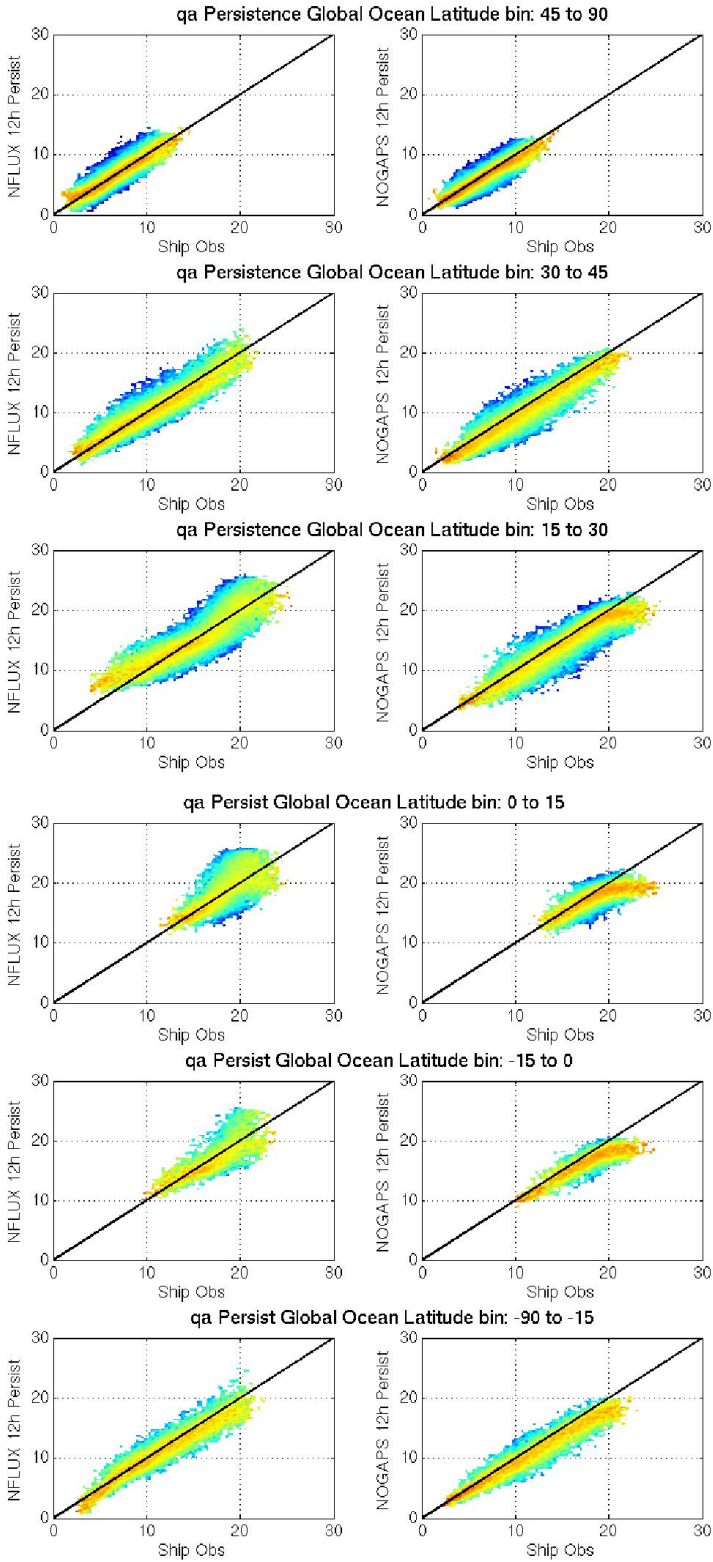 qa Persistence Global Ocean Latitude bin: 45 to 90
NFLUX 12h Persist
30
20
10
0
0 10 20 30
Ship Obs
NOGAPS 12h Persist
30
20
10
0
0 10 20 30
Ship Obs
qa Persistence Global Ocean Latitude bin: 30 to 45
NFLUX 12h Persist
30
20
10
0
0 10 20 30
Ship Obs
NOGAPS 12h Persist
30
20
10
0
0 10 20 30
Ship Obs
qa Persistence Global Ocean Latitude bin: 15 to 30
NFLUX 12h Persist
30
20
10
0
0 10 20 30
Ship Obs
NOGAPS 12h Persist
30
20
10
0
0 10 20 30
Ship Obs
qa Persist Global Ocean Latitude bin: 0 to 15
NFLUX 12h Persist
30
20
10
0
0 10 20 30
Ship Obs
NOGAPS 12h Persist
30
20
10
0
0 10 20 30
Ship Obs
qa Persist Global Ocean Latitude bin: -15 to 0
NFLUX 12h Persist
30
20
10
0
0 10 20 30
Ship Obs
NOGAPS 12h Persist
30
20
10
0
0 10 20 30
Ship Obs
qa Persist Global Ocean Latitude bin: -90 to -15
NFLUX 12h Persist
30
20
10
0
0 10 20 30
Ship Obs
NOGAPS 12h Persist
30
20
10
0
0 10 20 30
Ship Obs